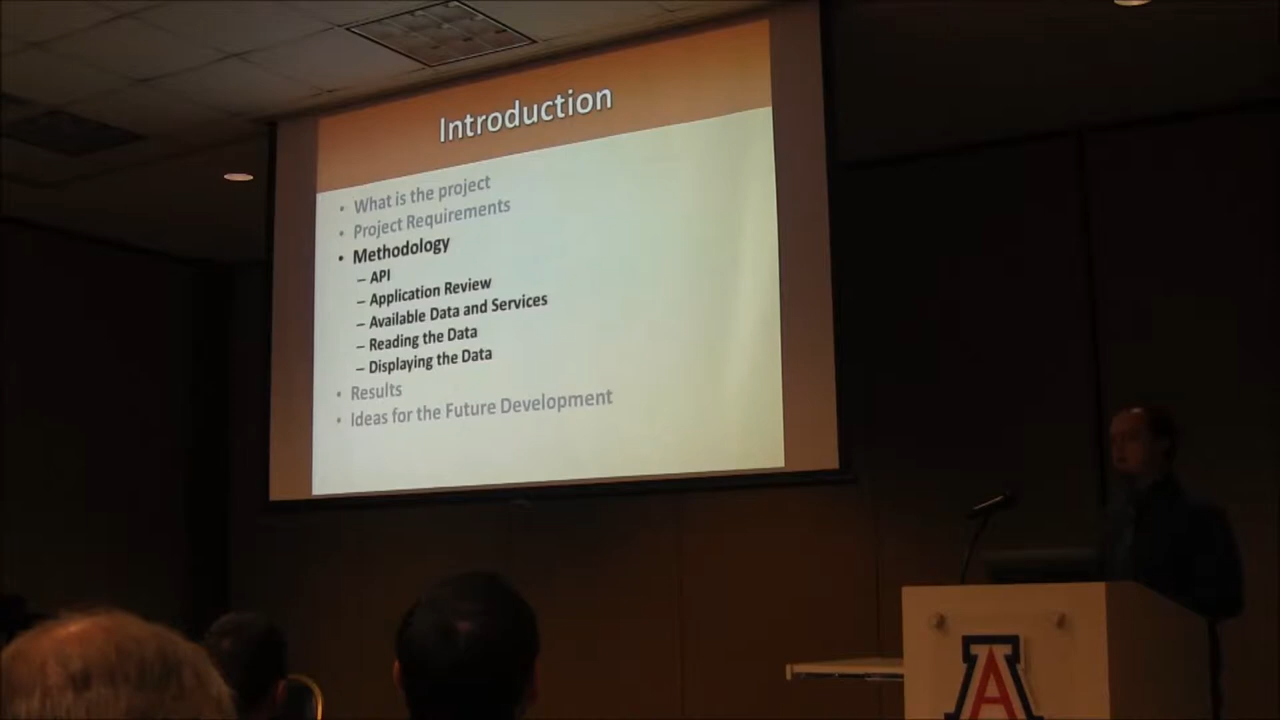 Introduction
• What is the project
• Project Requirements
• Methodology
– API
– Application Review
– Available Data and Services
– Reading the Data
– Displaying the Data
• Results
• Ideas for the Future Development
A